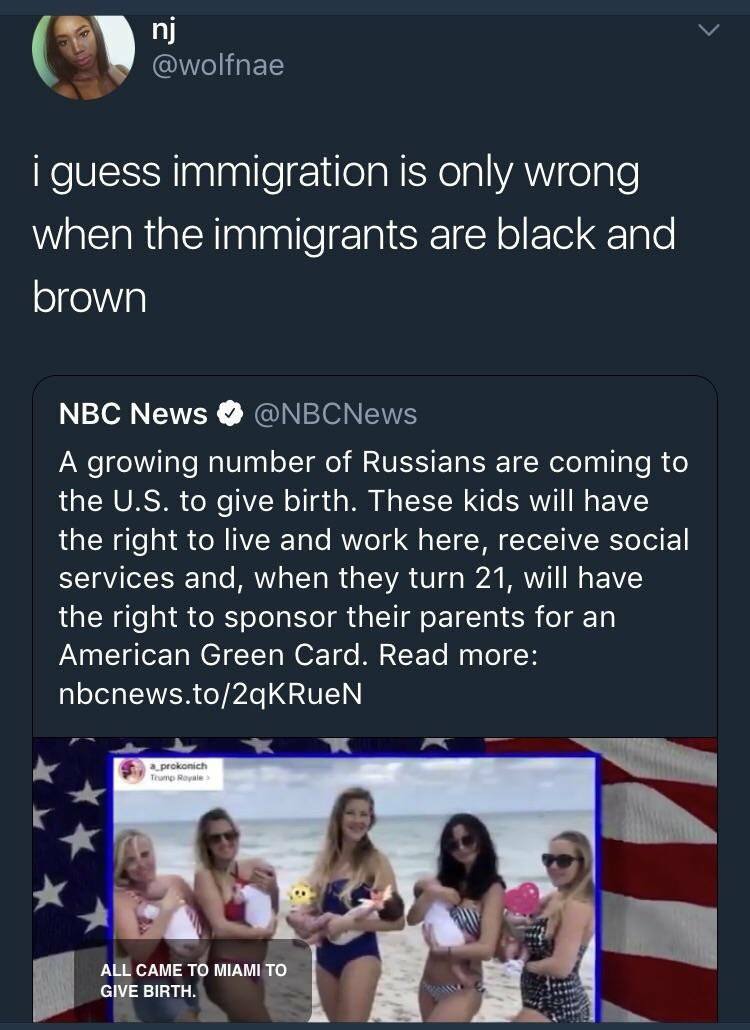 nj
@wolfnae
i guess immigration is only wrong
when the immigrants are black and
brown
NBC News @NBCNews
A growing number of Russians are coming to
the U.S. to give birth. These kids will have
the right to live and work here, receive social
services and, when they turn 21, will have
the right to sponsor their parents for an
American Green Card. Read more:
nbcnews.to/2qKRueN
a_prokonich
Trump Royale >
ALL CAME TO MIAMI TO
GIVE BIRTH.